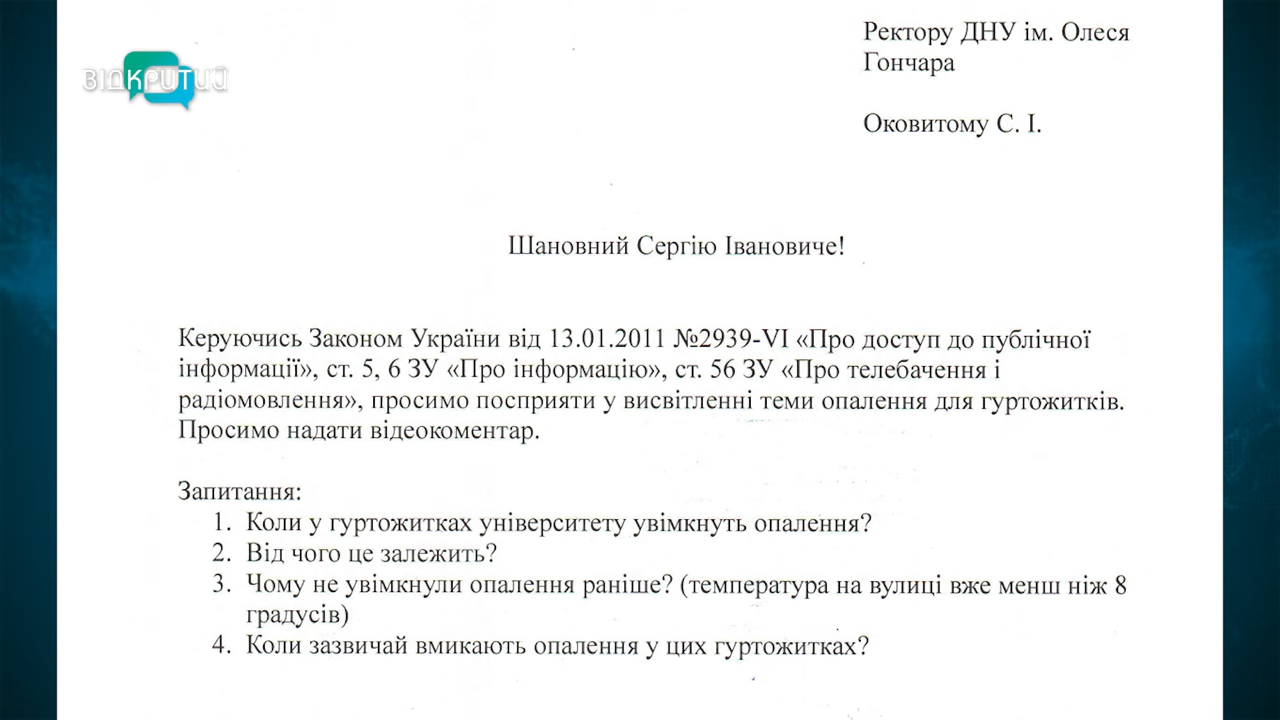 ВІДКРИТИЙ
Ректору ДНУ ім. Олеся
Гончара
Оковитому С. І.
Шановний Сергію Івановиче!
Керуючись Законом України від 13.01.2011 №2939-VI «Про доступ до публічної
інформації», ст. 5, 6 ЗУ «Про інформацію», ст. 56 ЗУ «Про телебачення і
радіомовлення», просимо посприяти у висвітленні теми опалення для гуртожитків.
Просимо надати відеокоментар.
Запитання:
1. Коли у гуртожитках університету увімкнуть опалення?
2. Від чого це залежить?
3. Чому не увімкнули опалення раніше? (температура на вулиці вже менш ніж 8
градусів)
4. Коли зазвичай вмикають опалення у цих гуртожитках?